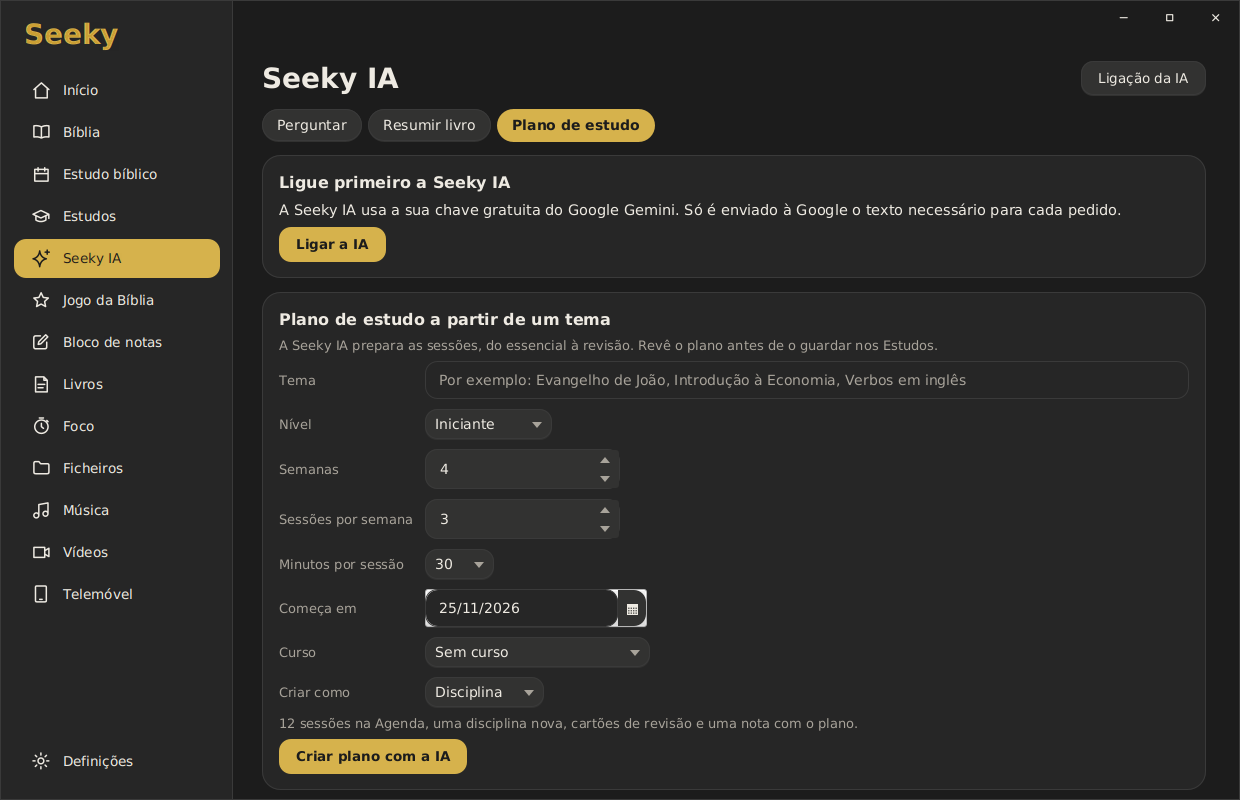 Seeky
Início
Bíblia
Estudo bíblico
Estudos
Seeky IA
Jogo da Bíblia
Bloco de notas
Livros
Foco
Ficheiros
Música
Vídeos
Telemóvel
Definições
Seeky IA
Ligação da IA
Perguntar
Resumir livro
Plano de estudo
Ligue primeiro a Seeky IA
A Seeky IA usa a sua chave gratuita do Google Gemini. Só é enviado à Google o texto necessário para cada pedido.
Ligar a IA
Plano de estudo a partir de um tema
A Seeky IA prepara as sessões, do essencial à revisão. Revê o plano antes de o guardar nos Estudos.
Tema
Por exemplo: Evangelho de João, Introdução à Economia, Verbos em inglês
Nível
Iniciante
Semanas
4
Sessões por semana
3
Minutos por sessão
30
Começa em
25/11/2026
Curso
Sem curso
Criar como
Disciplina
12 sessões na Agenda, uma disciplina nova, cartões de revisão e uma nota com o plano.
Criar plano com a IA